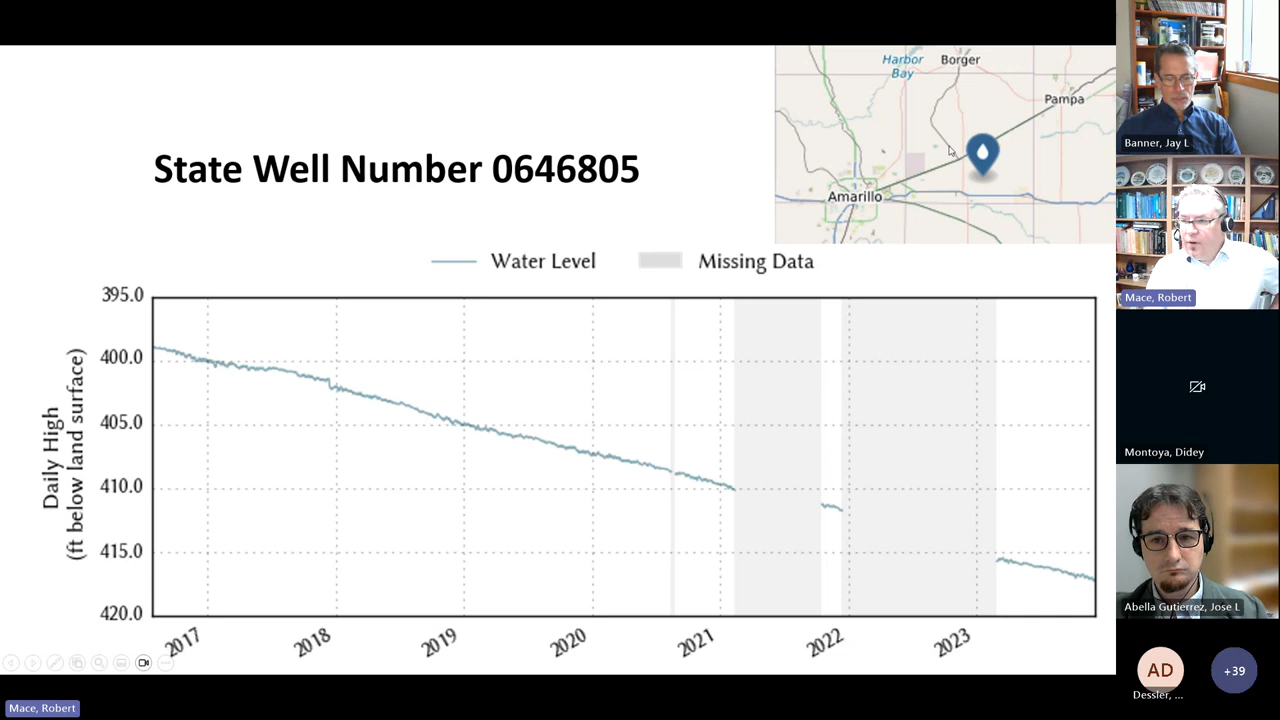 Harbor
Bay
Borger
Pampa
Amarillo
State Well Number 0646805
Water Level
Missing Data
Daily High
(ft below land surface)
395.0
400.0
405.0
410.0
415.0
420.0
2017
2018
2019
2020
2021
2022
2023
Mace, Robert
Banner, Jay L
Mace, Robert
Montoya, Didey
Abella Gutierrez, Jose L
AD
Dessler, ...
+39